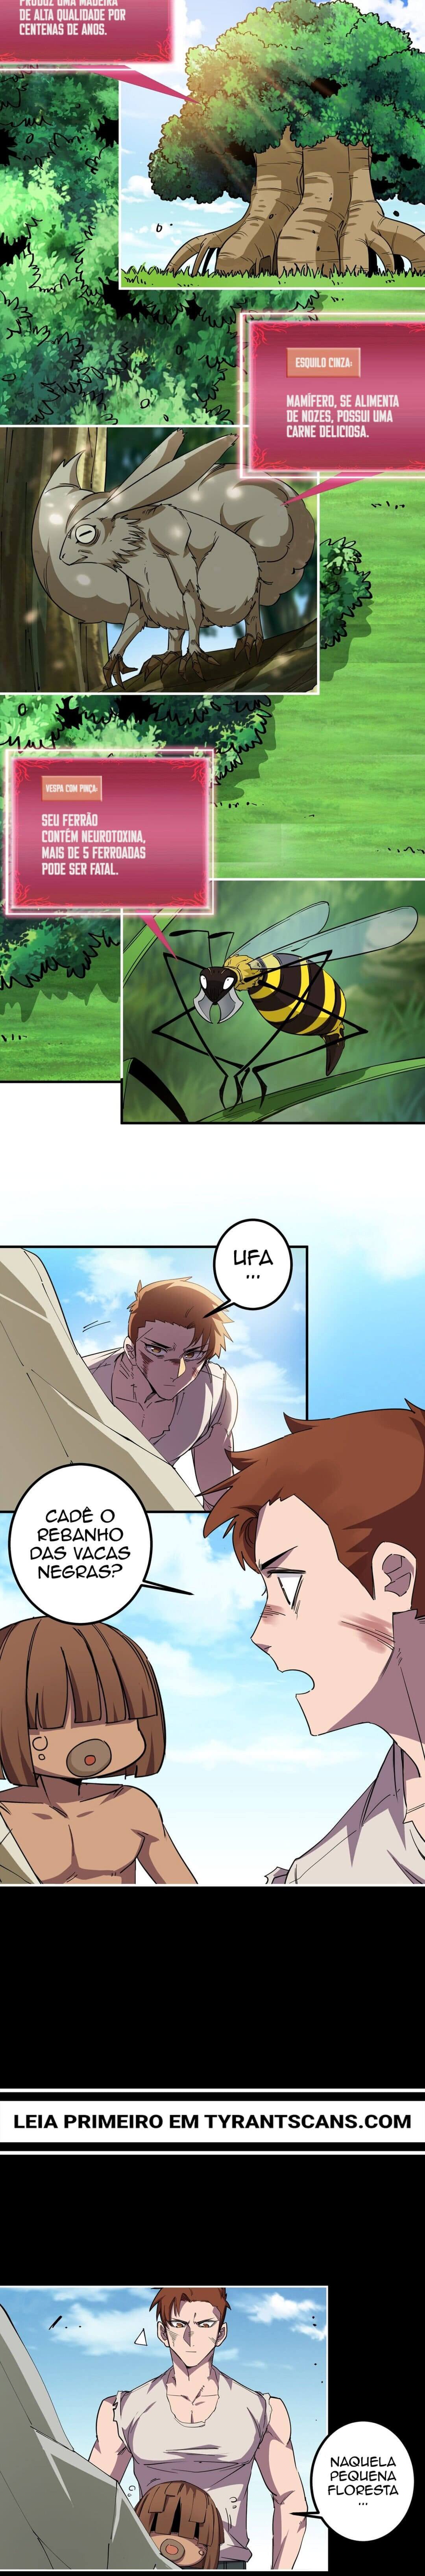 PRODUZ UMA MADEIRA
DE ALTA QUALIDADE POR
CENTENAS DE ANOS.
ESQUILO CINZA:
MAMÍFERO, SE ALIMENTA
DE NOZES, POSSUI UMA
CARNE DELICIOSA.
VESPA COM PINÇA:
SEU FERRÃO
CONTÉM NEUROTOXINA,
MAIS DE 5 FERROADAS
PODE SER FATAL.
UFA
...
CADÊ O
REBANHO
DAS VACAS
NEGRAS?
LEIA PRIMEIRO EM TYRANTSCANS.COM
NAQUELA
PEQUENA
FLORESTA
...